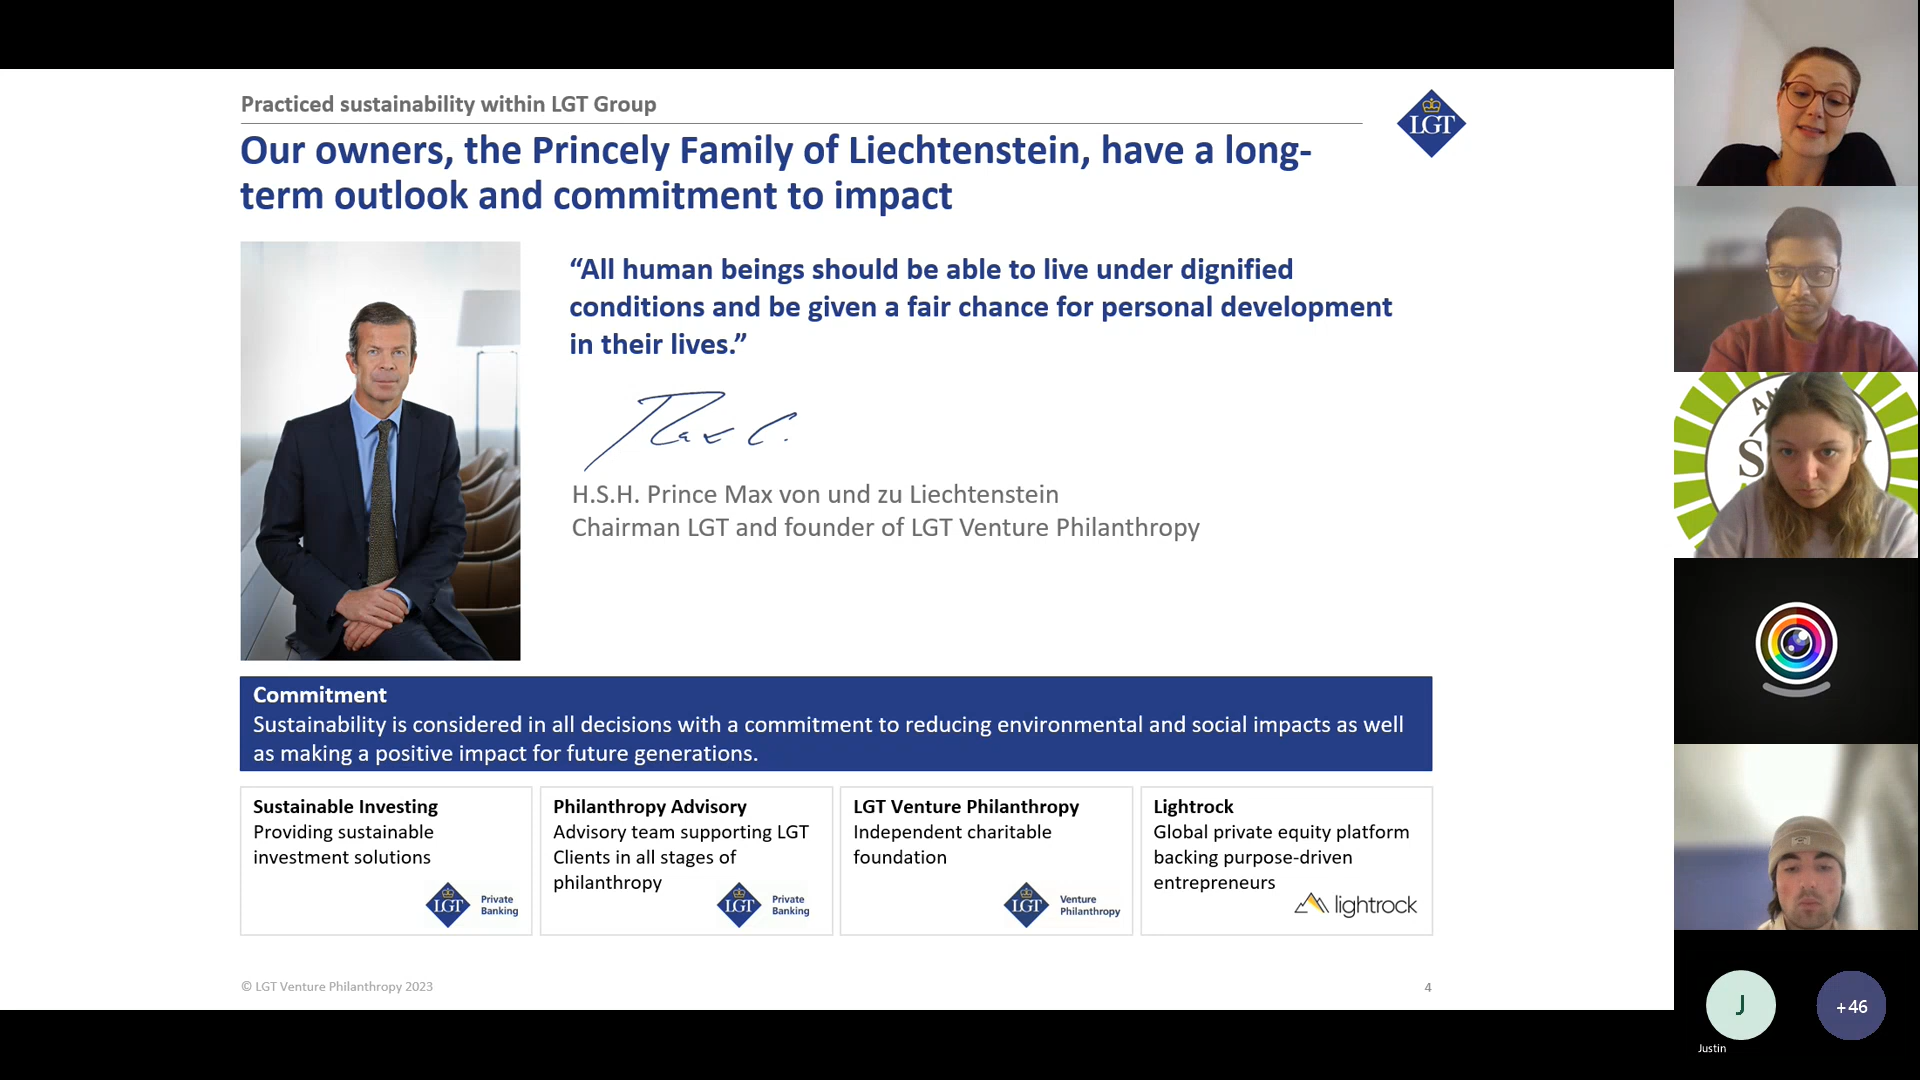 Practiced sustainability within LGT Group
LGT
Our owners, the Princely Family of Liechtenstein, have a long-
term outlook and commitment to impact
“All human beings should be able to live under dignified
conditions and be given a fair chance for personal development
in their lives.”
H.S.H. Prince Max von und zu Liechtenstein
Chairman LGT and founder of LGT Venture Philanthropy
Commitment
Sustainability is considered in all decisions with a commitment to reducing environmental and social impacts as well
as making a positive impact for future generations.
Sustainable Investing
Providing sustainable
investment solutions
LGT
Private
Banking
Philanthropy Advisory
Advisory team supporting LGT
Clients in all stages of
philanthropy
LGT
Private
Banking
LGT Venture Philanthropy
Independent charitable
foundation
LGT
Venture
Philanthropy
Lightrock
Global private equity platform
backing purpose-driven
entrepreneurs
lightrock
© LGT Venture Philanthropy 2023
4
J
Justin
+46